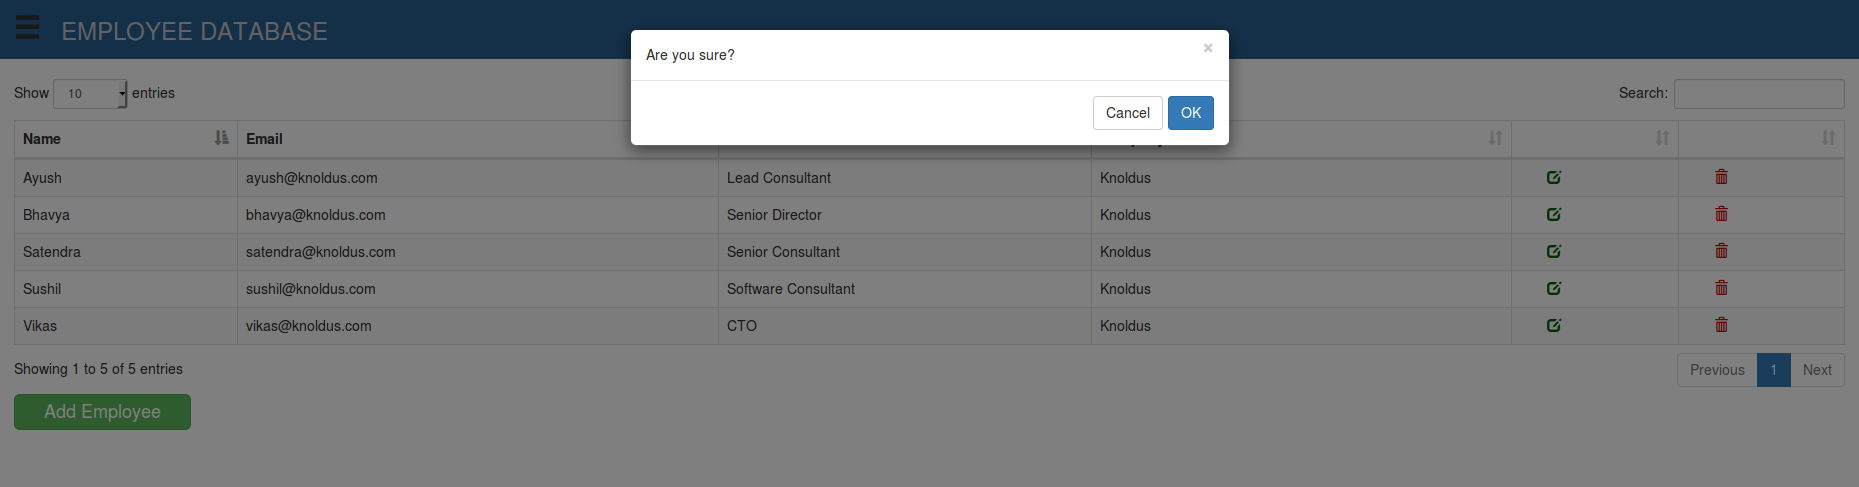 EMPLOYEE DATABASE
Are you sure?
×
Cancel OK
Show 10 entries
Search:
Name Email
Ayush ayush@knoldus.com Lead Consultant Knoldus
Bhavya bhavya@knoldus.com Senior Director Knoldus
Satendra satendra@knoldus.com Senior Consultant Knoldus
Sushil sushil@knoldus.com Software Consultant Knoldus
Vikas vikas@knoldus.com CTO Knoldus
Showing 1 to 5 of 5 entries
Previous 1 Next
Add Employee